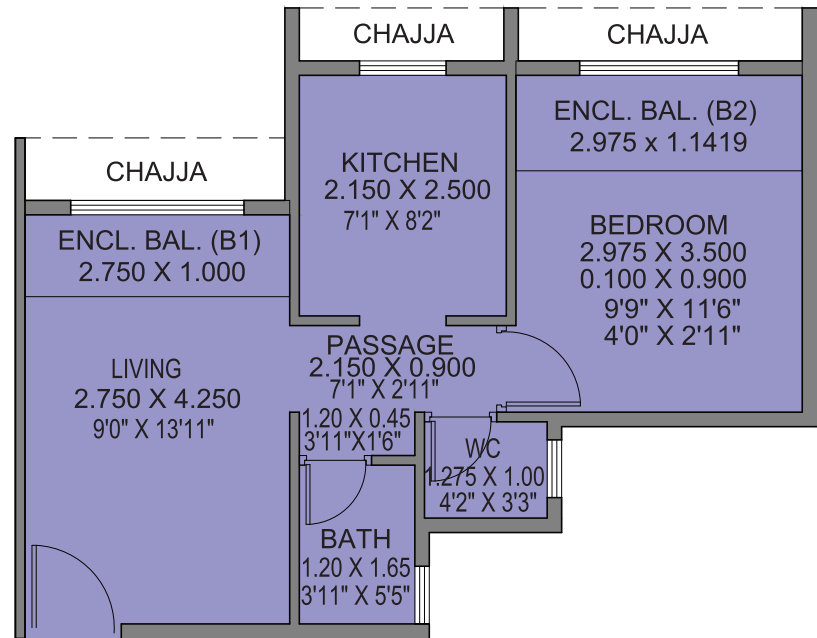 CHAJJA
CHAJJA
ENCL. BAL. (B2)
2.975 x 1.1419
KITCHEN
2.150 X 2.500
7'1" X 8'2"
CHAJJA
BEDROOM
2.975 X 3.500
0.100 X 0.900
9'9" X 11'6"
4'0" X 2'11"
ENCL. BAL. (B1)
2.750 X 1.000
PASSAGE
2.150 X 0.900
7'1" X 2'11"
1.20 X 0.45
3'11"X1'6"
LIVING
2.750 X 4.250
9'0" X 13'11"
WC
1.275 X 1.00
4'2" X 3'3"
BATH
1.20 X 1.65
3'11" X 5'5"